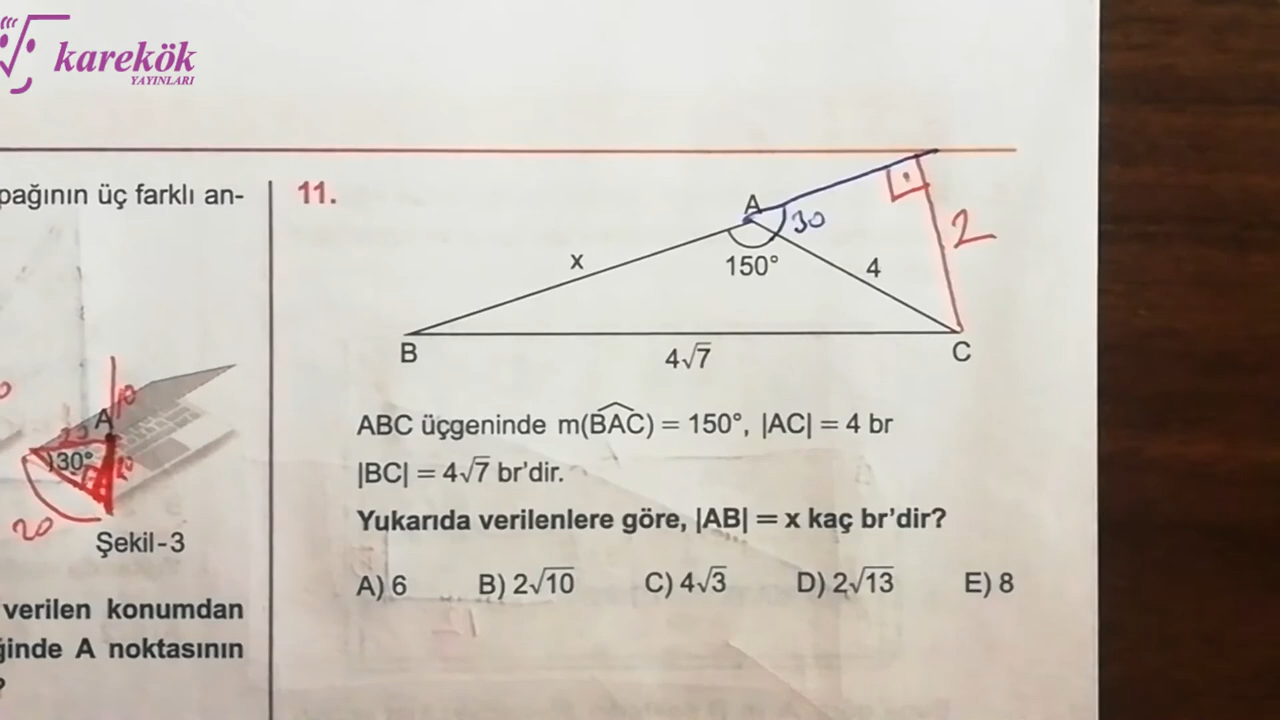 karekök
YAYINLARI
pağının üç farklı an-
A
10
30°
20
Şekil-3
verilen konumdan
ğinde A noktasının
?
11.
A
30
x
150°
4
2
B
4√7
C
ABC üçgeninde m(BAC) = 150°, |AC| = 4 br
|BC| = 4√7 br'dir.
Yukarıda verilenlere göre, |AB| = x kaç br'dir?
A) 6 B) 2√10 C) 4√3 D) 2√13 E) 8